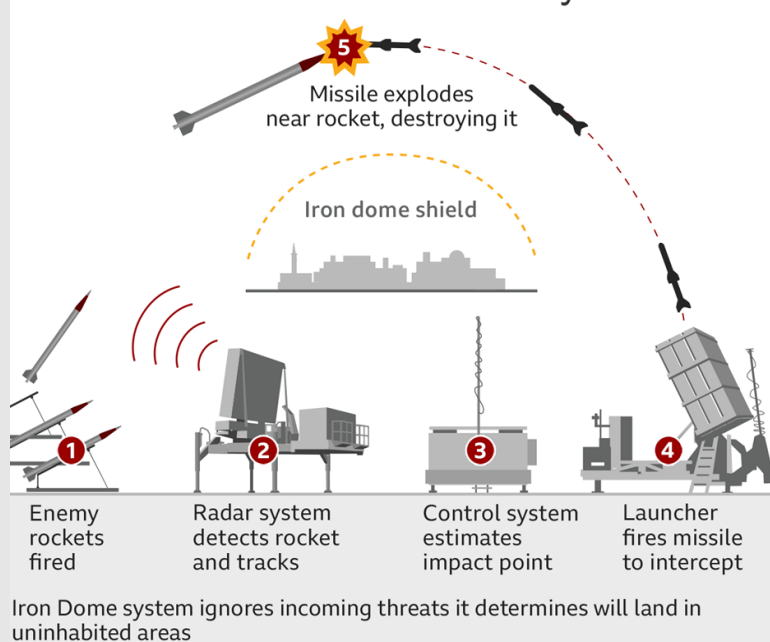 5
Missile explodes
near rocket, destroying it
Iron dome shield
1
2
3
4
Enemy
rockets
fired
Radar system
detects rocket
and tracks
Control system
estimates
impact point
Launcher
fires missile
to intercept
Iron Dome system ignores incoming threats it determines will land in
uninhabited areas